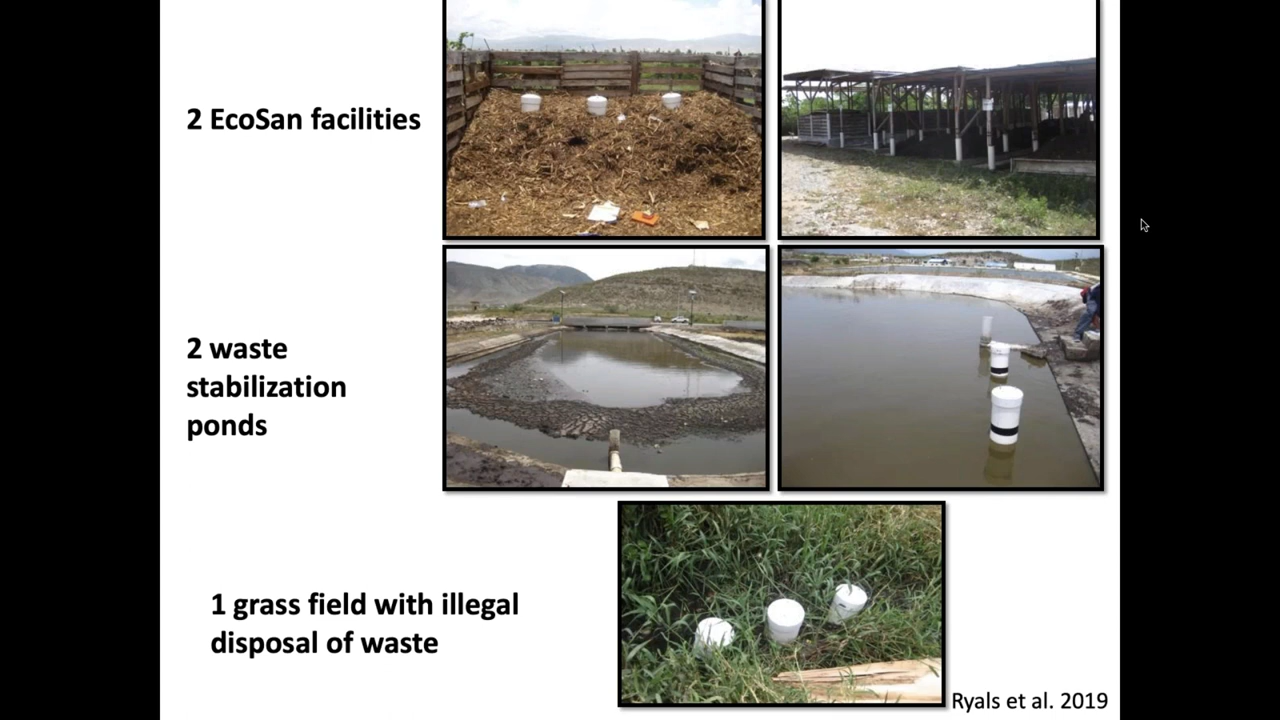 2 EcoSan facilities
2 waste
stabilization
ponds
1 grass field with illegal
disposal of waste
Ryals et al. 2019